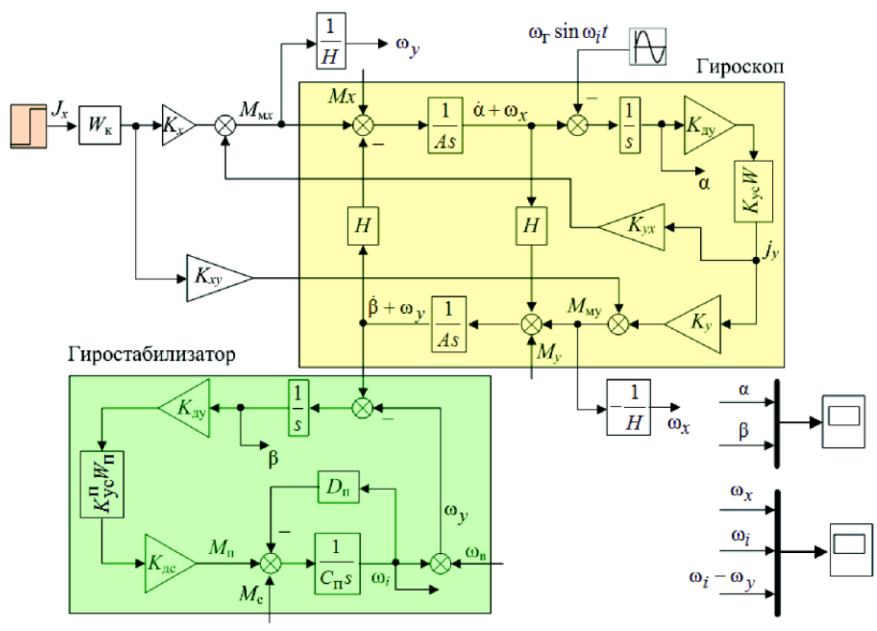 1
H
ω_y
ω_г sin ω_i t
Гироскоп
J_x
W_к
K_x
M_мх
Mx
−
1
As
α̇ + ω_x
−
1
s
K_ду
α
K_ус W
H
H
K_ух
j_y
K_xy
β̇ + ω_y
1
As
M_му
K_y
M_y
Гиростабилизатор
K_ду
1
s
−
β
−1
H
ω_x
α
β
K_ус^п W_п
D_п
−
ω_y
K_дс
M_п
1
C_п s
ω_i
ω_в
M_с
ω_x
ω_i
ω_i − ω_y